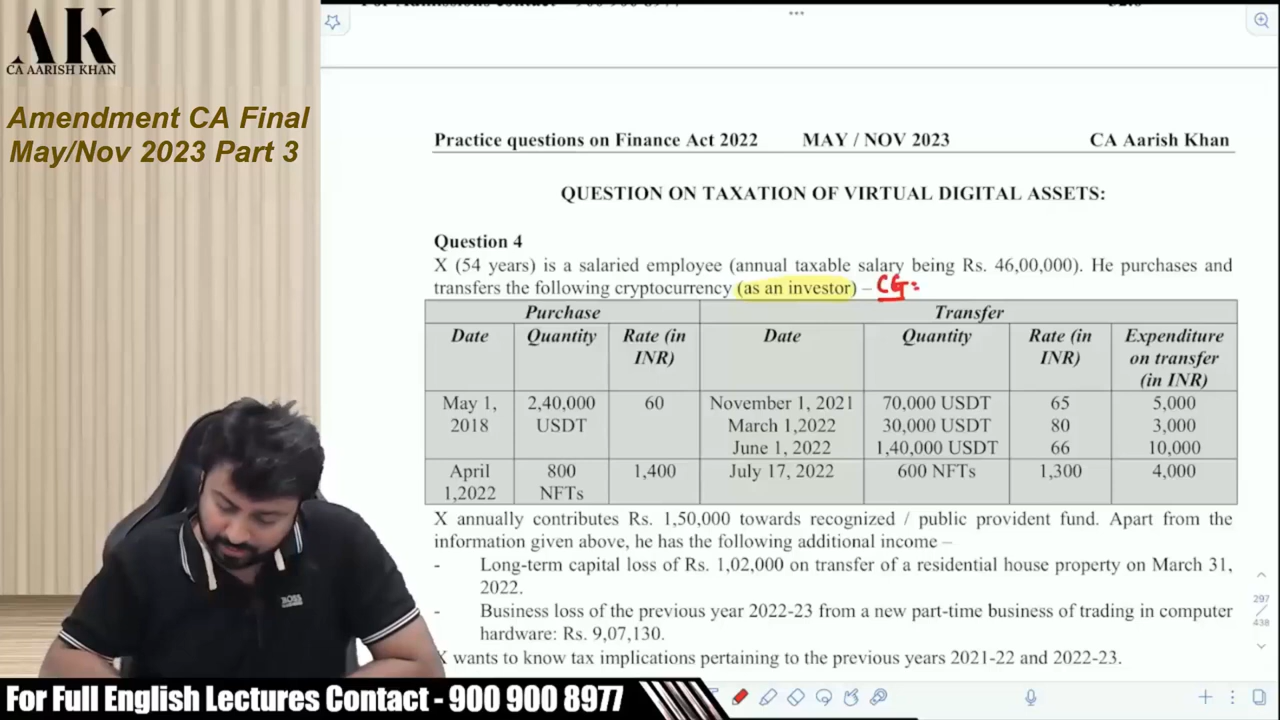 AK
CA AARISH KHAN
Amendment CA Final
May/Nov 2023 Part 3
Practice questions on Finance Act 2022 MAY / NOV 2023 CA Aarish Khan
QUESTION ON TAXATION OF VIRTUAL DIGITAL ASSETS:
Question 4
X (54 years) is a salaried employee (annual taxable salary being Rs. 46,00,000). He purchases and
transfers the following cryptocurrency (as an investor) – CG:
Purchase Transfer
Date Quantity Rate (in INR) Date Quantity Rate (in INR) Expenditure on transfer (in INR)
May 1, 2018 2,40,000 USDT 60 November 1, 2021 70,000 USDT 65 5,000
March 1,2022 30,000 USDT 80 3,000
June 1, 2022 1,40,000 USDT 66 10,000
April 1,2022 800 NFTs 1,400 July 17, 2022 600 NFTs 1,300 4,000
X annually contributes Rs. 1,50,000 towards recognized / public provident fund. Apart from the
information given above, he has the following additional income –
- Long-term capital loss of Rs. 1,02,000 on transfer of a residential house property on March 31,
2022.
- Business loss of the previous year 2022-23 from a new part-time business of trading in computer
hardware: Rs. 9,07,130.
X wants to know tax implications pertaining to the previous years 2021-22 and 2022-23.
297
438
For Full English Lectures Contact - 900 900 8977